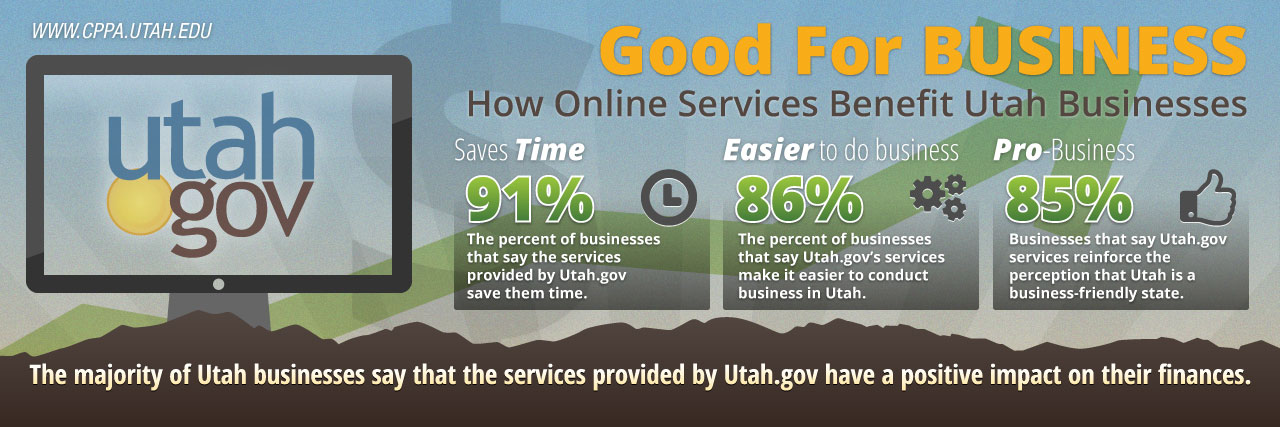 WWW.CPPA.UTAH.EDU
utah
gov
Good For BUSINESS
How Online Services Benefit Utah Businesses
Saves Time
91%
The percent of businesses
that say the services
provided by Utah.gov
save them time.
Easier to do business
86%
The percent of businesses
that say Utah.gov’s services
make it easier to conduct
business in Utah.
Pro-Business
85%
Businesses that say Utah.gov
services reinforce the
perception that Utah is a
business-friendly state.
The majority of Utah businesses say that the services provided by Utah.gov have a positive impact on their finances.